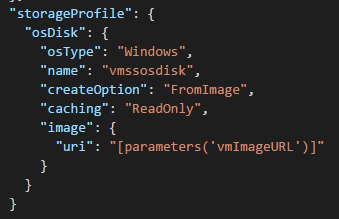 "storageProfile": {
"osDisk": {
"osType": "Windows",
"name": "vmssosdisk",
"createOption": "FromImage",
"caching": "ReadOnly",
"image": {
"uri": "[parameters('vmImageURL')]"
}
}
}